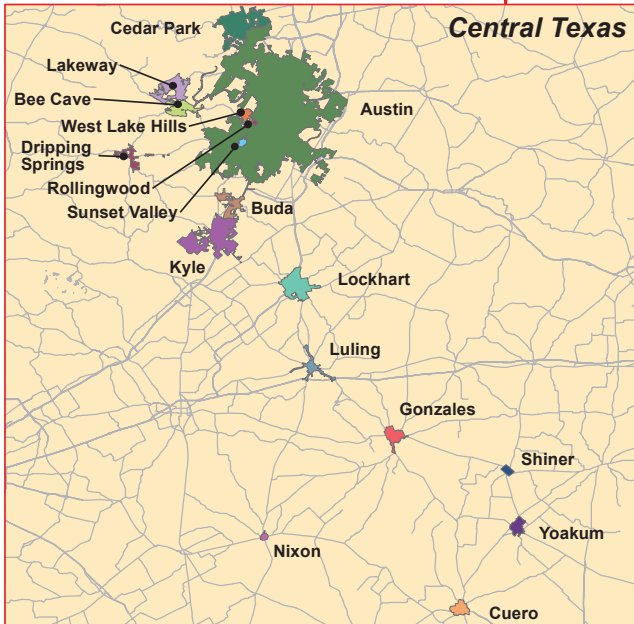 Central Texas
Cedar Park
Lakeway
Bee Cave
Austin
West Lake Hills
Dripping
Springs
Rollingwood
Sunset Valley
Buda
Kyle
Lockhart
Luling
Gonzales
Shiner
Yoakum
Nixon
Cuero